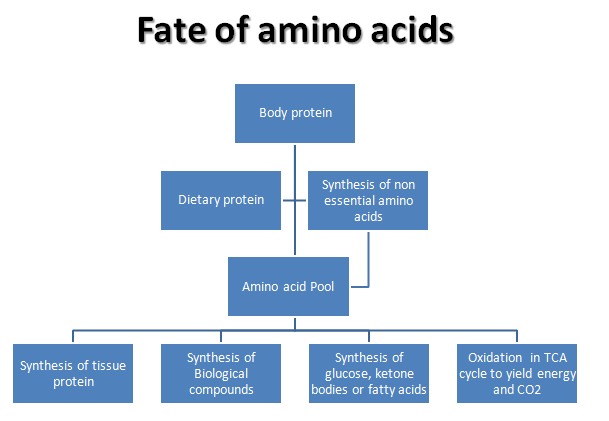 Fate of amino acids
Body protein
Dietary protein
Synthesis of non
essential amino
acids
Amino acid Pool
Synthesis of tissue
protein
Synthesis of
Biological
compounds
Synthesis of
glucose, ketone
bodies or fatty acids
Oxidation in TCA
cycle to yield energy
and CO2